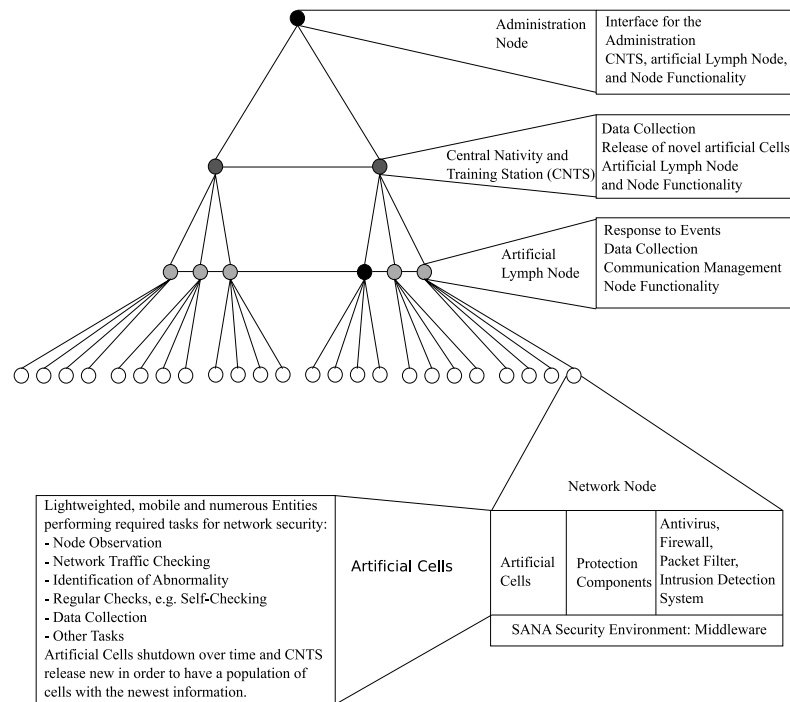 Administration
Node
Interface for the
Administration
CNTS, artificial Lymph Node,
and Node Functionality
Central Nativity and
Training Station (CNTS)
Data Collection
Release of novel artificial Cells
Artificial Lymph Node
and Node Functionality
Artificial
Lymph Node
Response to Events
Data Collection
Communication Management
Node Functionality
Network Node
Artificial
Cells
Protection
Components
Antivirus,
Firewall,
Packet Filter,
Intrusion Detection
System
SANA Security Environment: Middleware
Artificial Cells
Lightweighted, mobile and numerous Entities
performing required tasks for network security:
- Node Observation
- Network Traffic Checking
- Identification of Abnormality
- Regular Checks, e.g. Self-Checking
- Data Collection
- Other Tasks
Artificial Cells shutdown over time and CNTS
release new in order to have a population of
cells with the newest information.